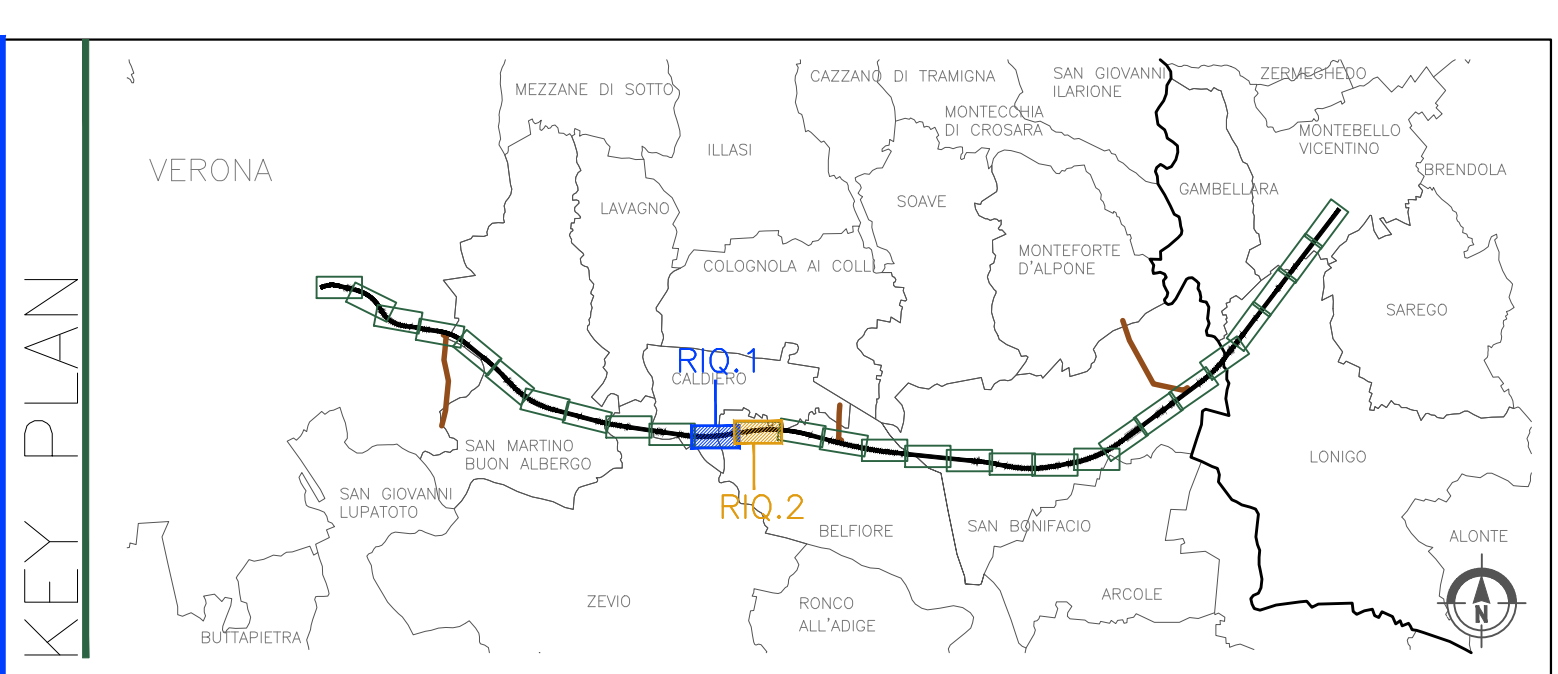 KEY PLAN
VERONA
MEZZANE DI SOTTO
CAZZANO DI TRAMIGNA
SAN GIOVANNI
ILARIONE
ZERMEGHEDO
MONTECCHIA
DI CROSARA
MONTEBELLO
VICENTINO
ILLASI
BRENDOLA
GAMBELLARA
LAVAGNO
SOAVE
MONTEFORTE
D'ALPONE
COLOGNOLA AI COLLI
SAREGO
RIQ.1
CALDIERO
SAN MARTINO
BUON ALBERGO
LONIGO
SAN GIOVANNI
LUPATOTO
RIQ.2
BELFIORE
SAN BONIFACIO
ALONTE
ZEVIO
RONCO
ALL'ADIGE
ARCOLE
N
BUTTAPIETRA